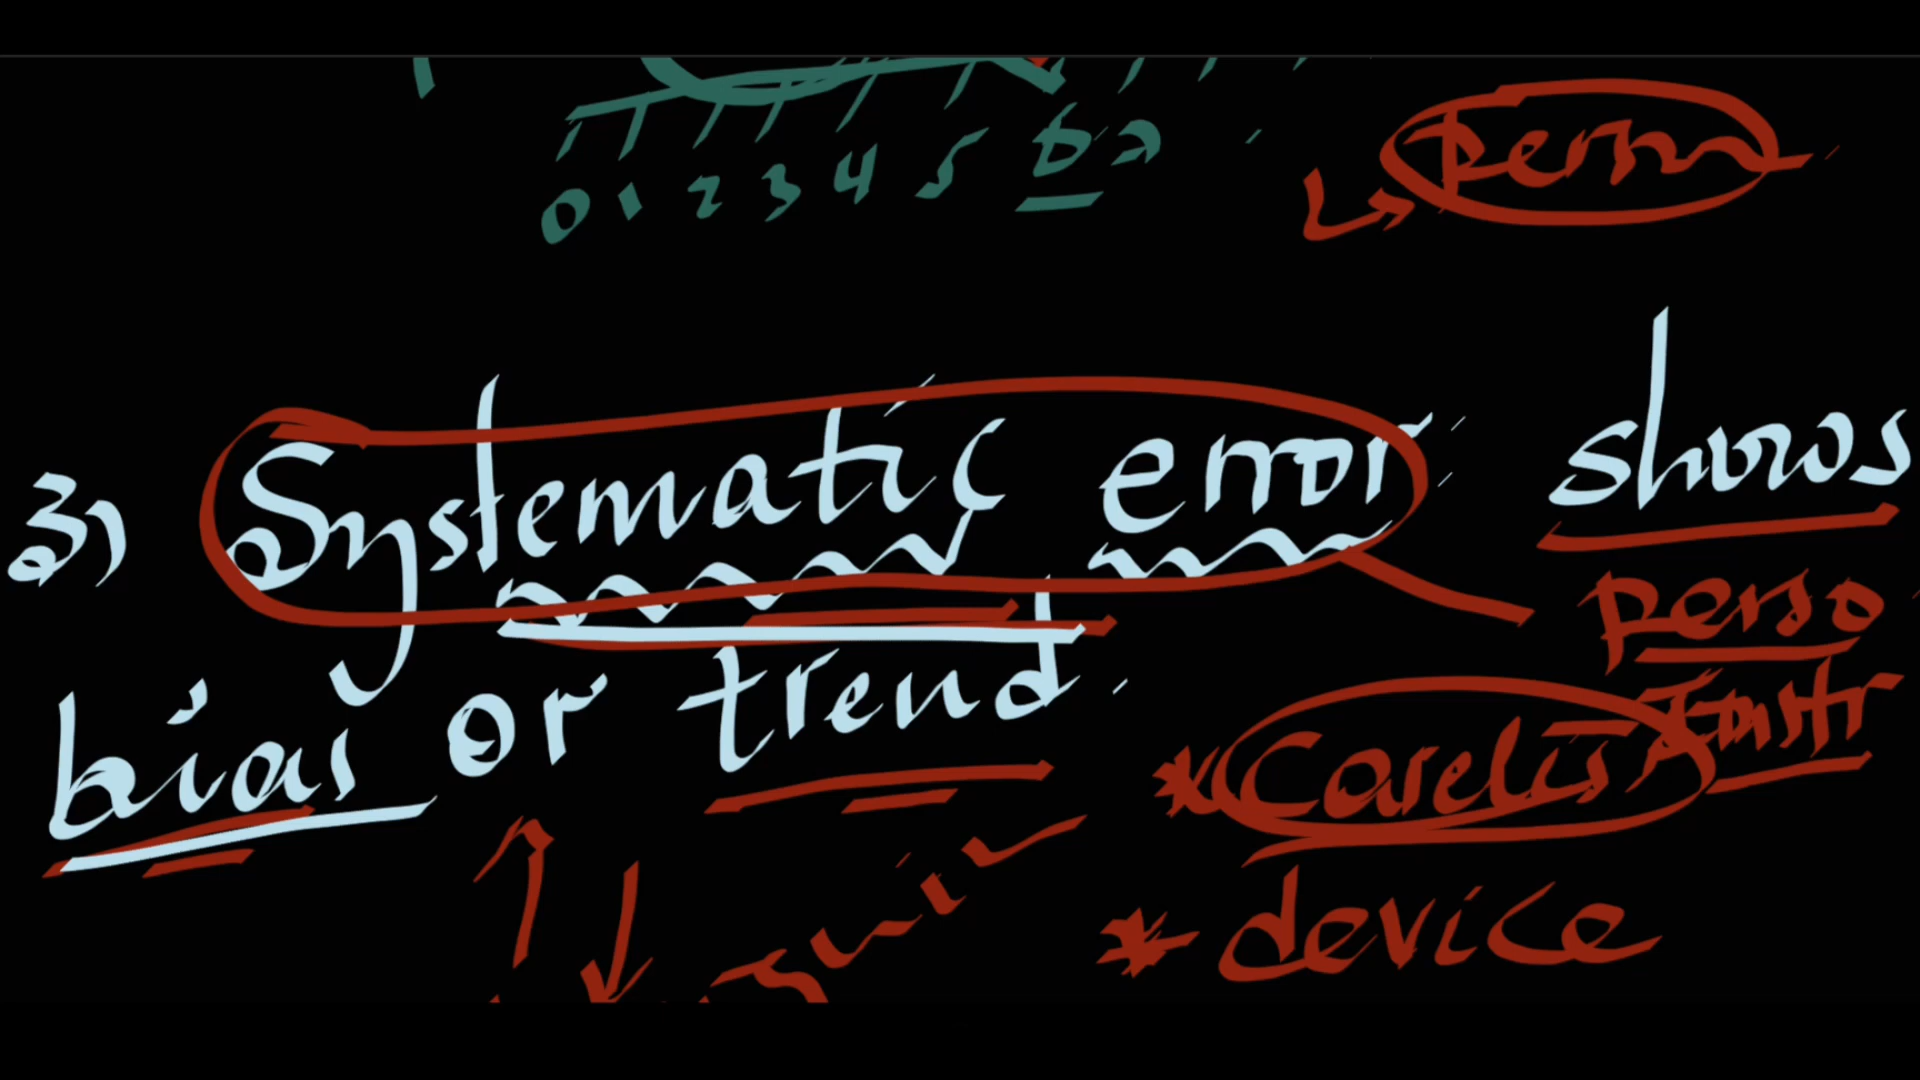 0 1 2 3 4 5 6 7
3) Systematic error: shows
perso
bias or trend.
Instr
* Careless
* device